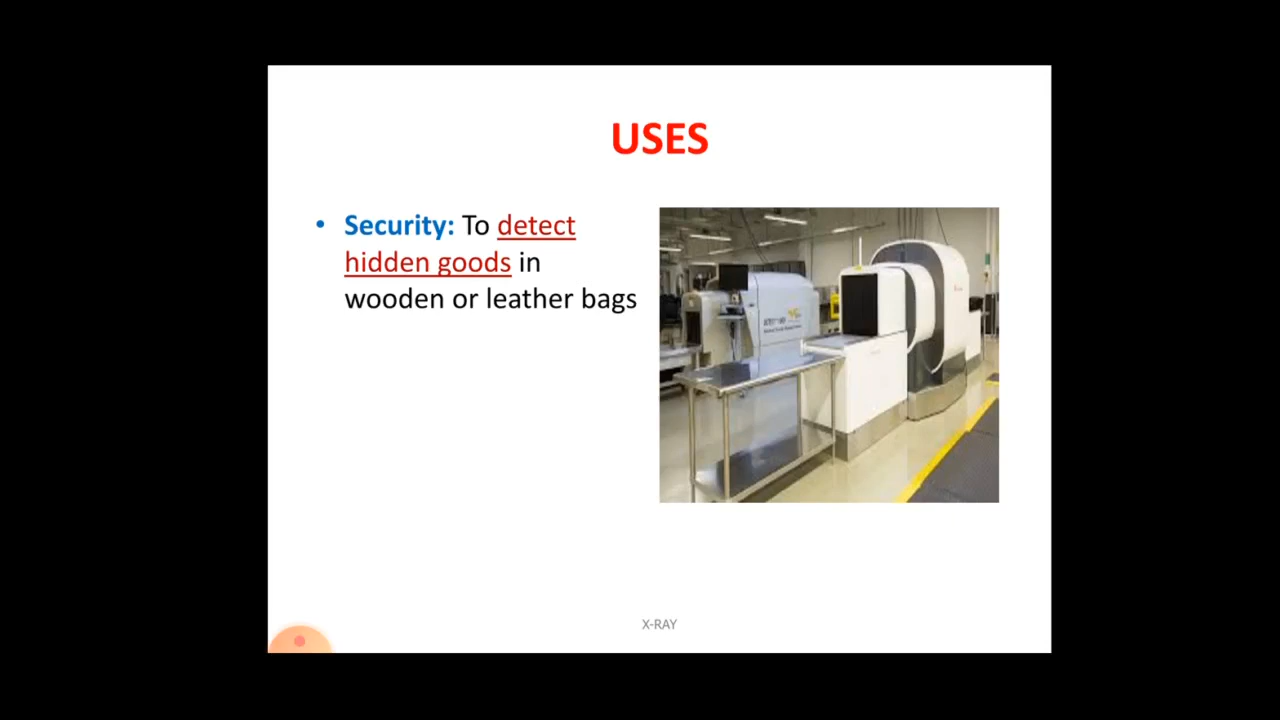 USES
• Security: To detect
hidden goods in
wooden or leather bags
X-RAY